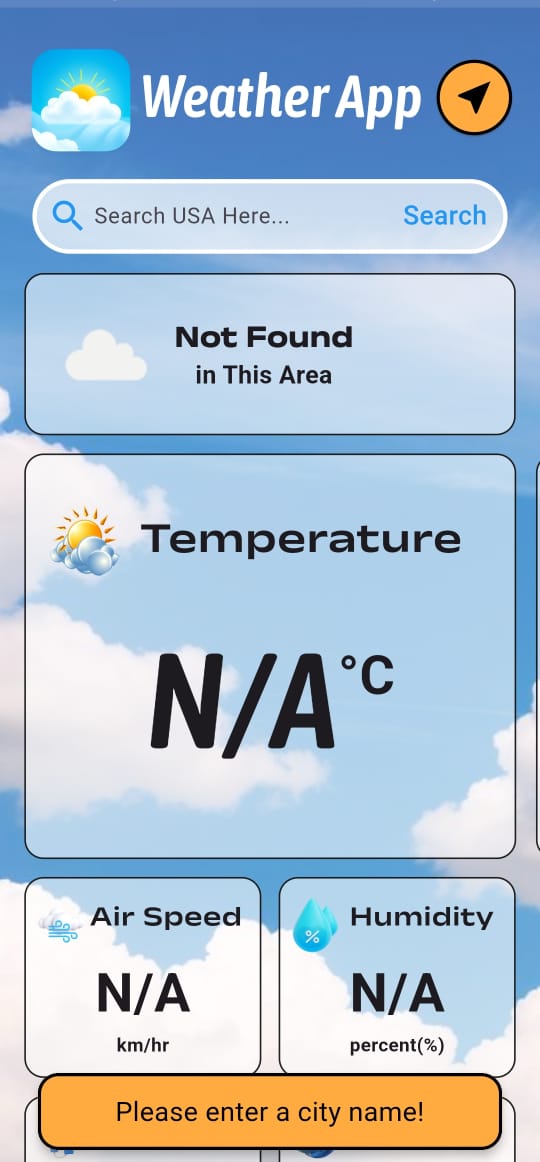 Weather App
Search USA Here...
Search
Not Found
in This Area
Temperature
N/A°C
Air Speed
N/A
km/hr
Humidity
%
N/A
percent(%)
Please enter a city name!